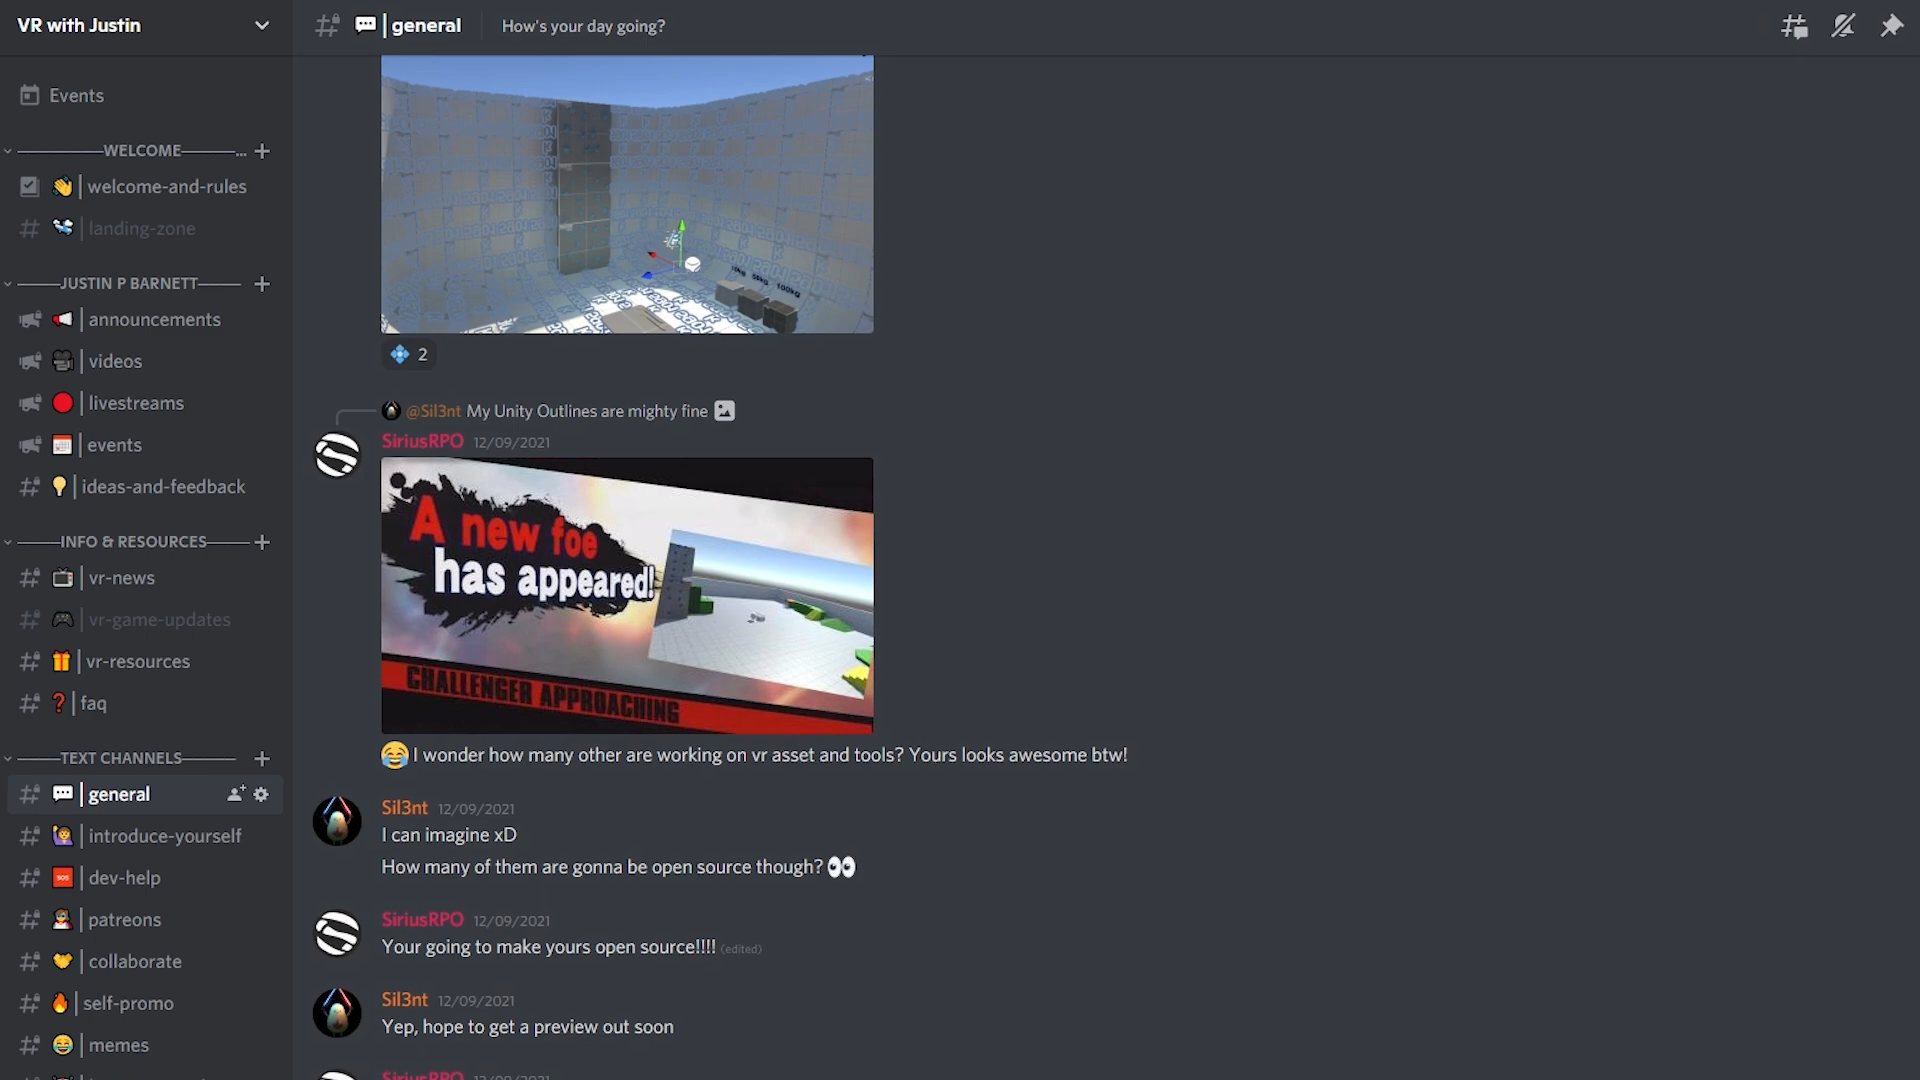 VR with Justin
general
How's your day going?
Events
WELCOME
welcome-and-rules
landing-zone
JUSTIN P BARNETT
announcements
videos
livestreams
events
ideas-and-feedback
INFO & RESOURCES
vr-news
vr-game-updates
vr-resources
faq
TEXT CHANNELS
general
introduce-yourself
SOS
dev-help
patreons
collaborate
self-promo
memes
100kg
2
@Sil3nt My Unity Outlines are mighty fine
SiriusRPO 12/09/2021
A new foe
has appeared!
CHALLENGER APPROACHING
I wonder how many other are working on vr asset and tools? Yours looks awesome btw!
Sil3nt 12/09/2021
I can imagine xD
How many of them are gonna be open source though?
SiriusRPO 12/09/2021
Your going to make yours open source!!!! (edited)
Sil3nt 12/09/2021
Yep, hope to get a preview out soon
SiriusRPO 12/09/2021